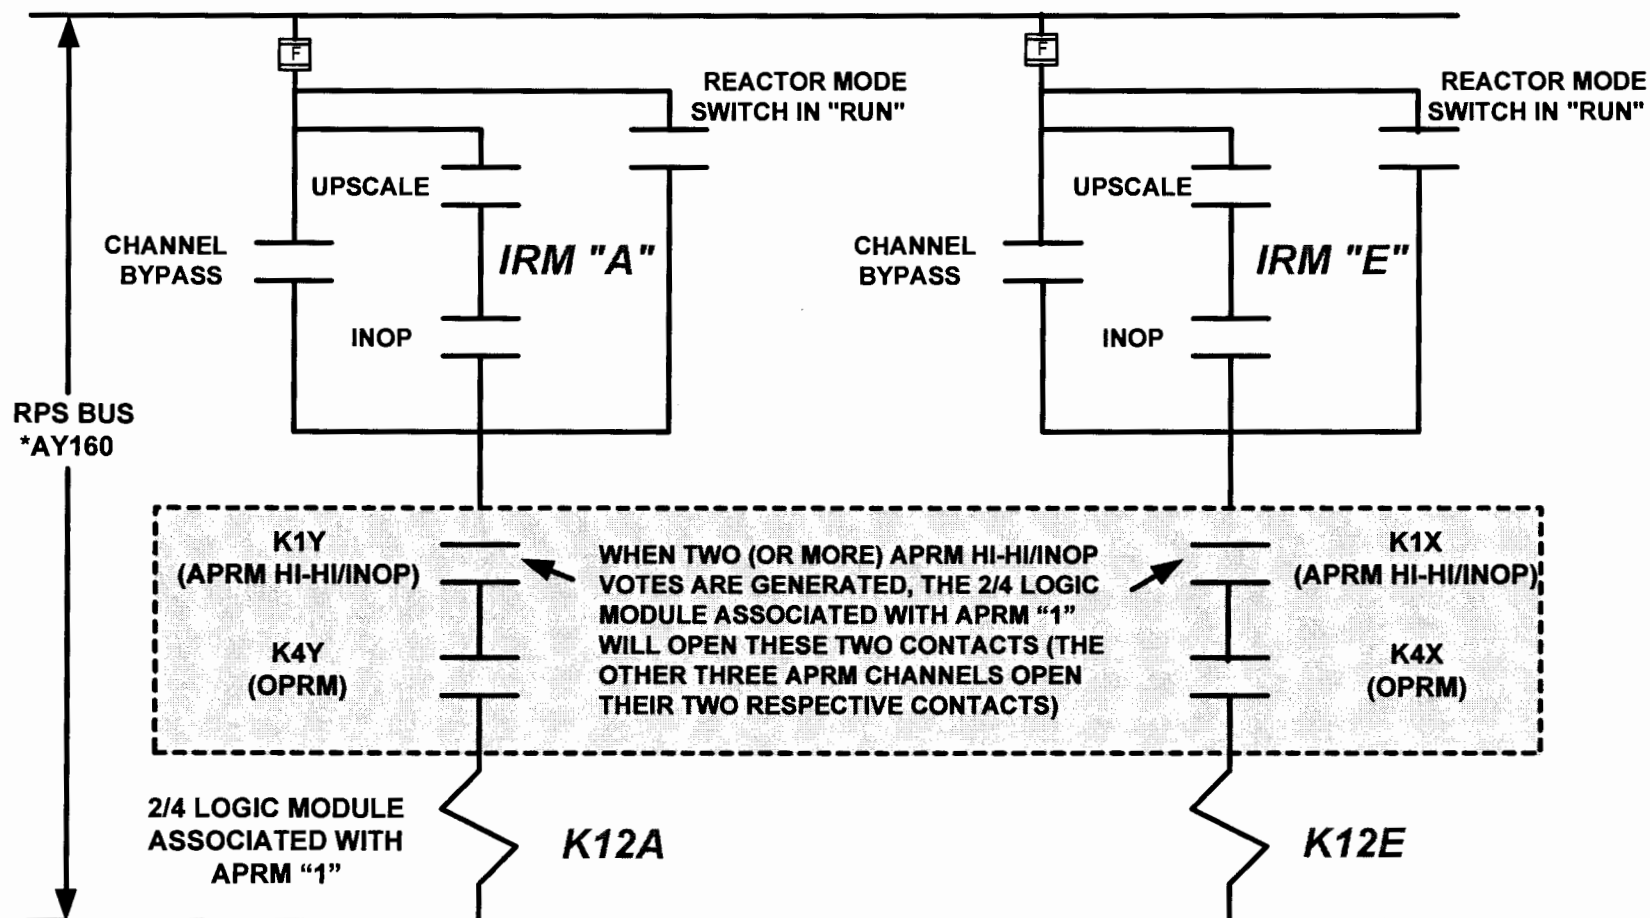 F
F
REACTOR MODE
SWITCH IN "RUN"
REACTOR MODE
SWITCH IN "RUN"
UPSCALE
UPSCALE
CHANNEL
BYPASS
IRM "A"
CHANNEL
BYPASS
IRM "E"
INOP
INOP
RPS BUS
*AY160
K1Y
(APRM HI-HI/INOP)
K4Y
(OPRM)
WHEN TWO (OR MORE) APRM HI-HI/INOP
VOTES ARE GENERATED, THE 2/4 LOGIC
MODULE ASSOCIATED WITH APRM “1”
WILL OPEN THESE TWO CONTACTS (THE
OTHER THREE APRM CHANNELS OPEN
THEIR TWO RESPECTIVE CONTACTS)
K1X
(APRM HI-HI/INOP)
K4X
(OPRM)
2/4 LOGIC MODULE
ASSOCIATED WITH
APRM “1”
K12A
K12E